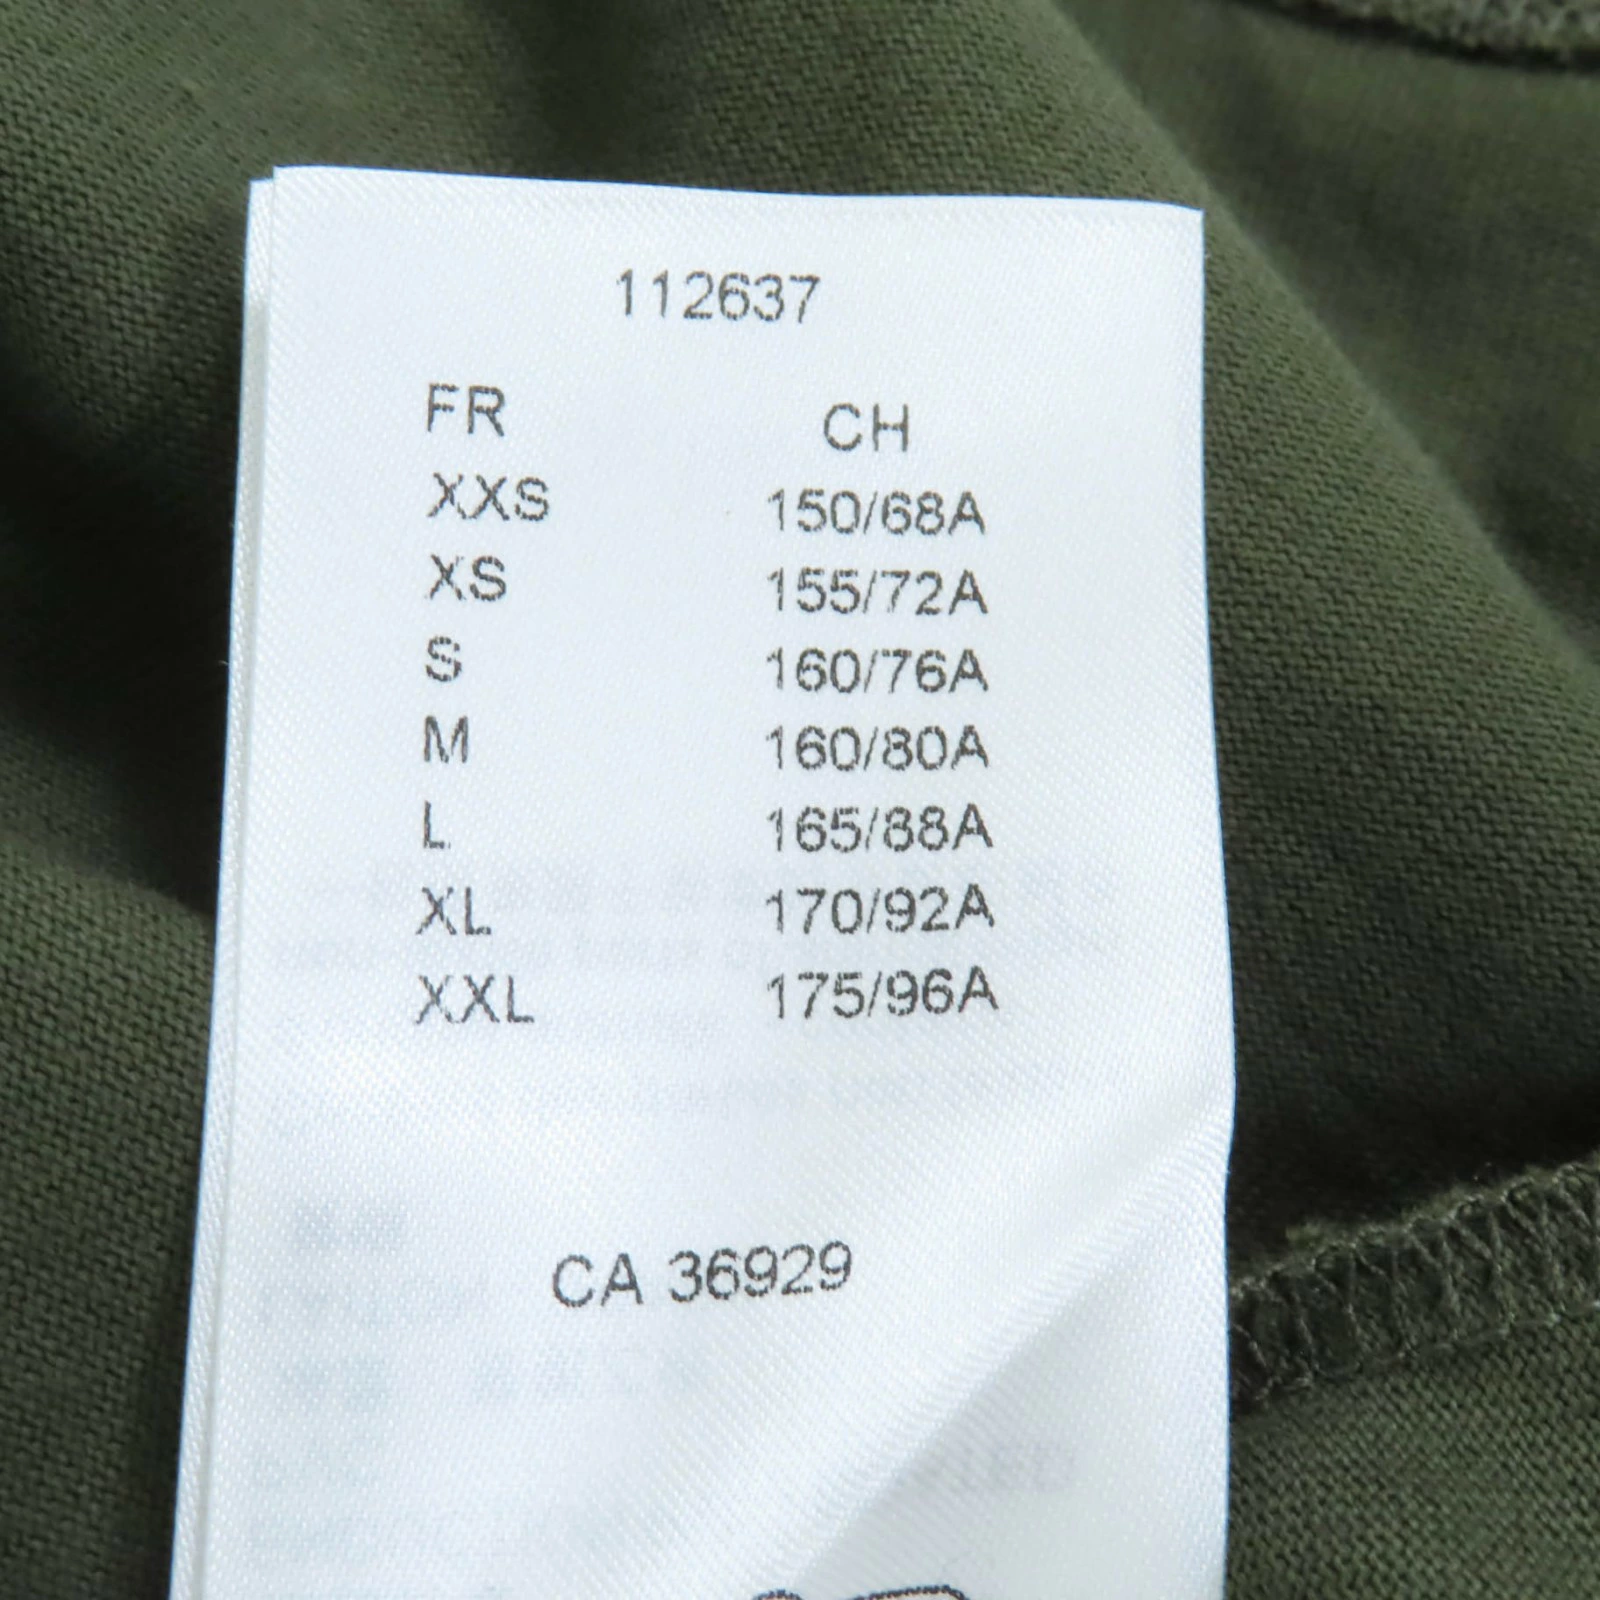 112637
FR CH
XXS 150/68A
XS 155/72A
S 160/76A
M 160/80A
L 165/88A
XL 170/92A
XXL 175/96A
CA 36929